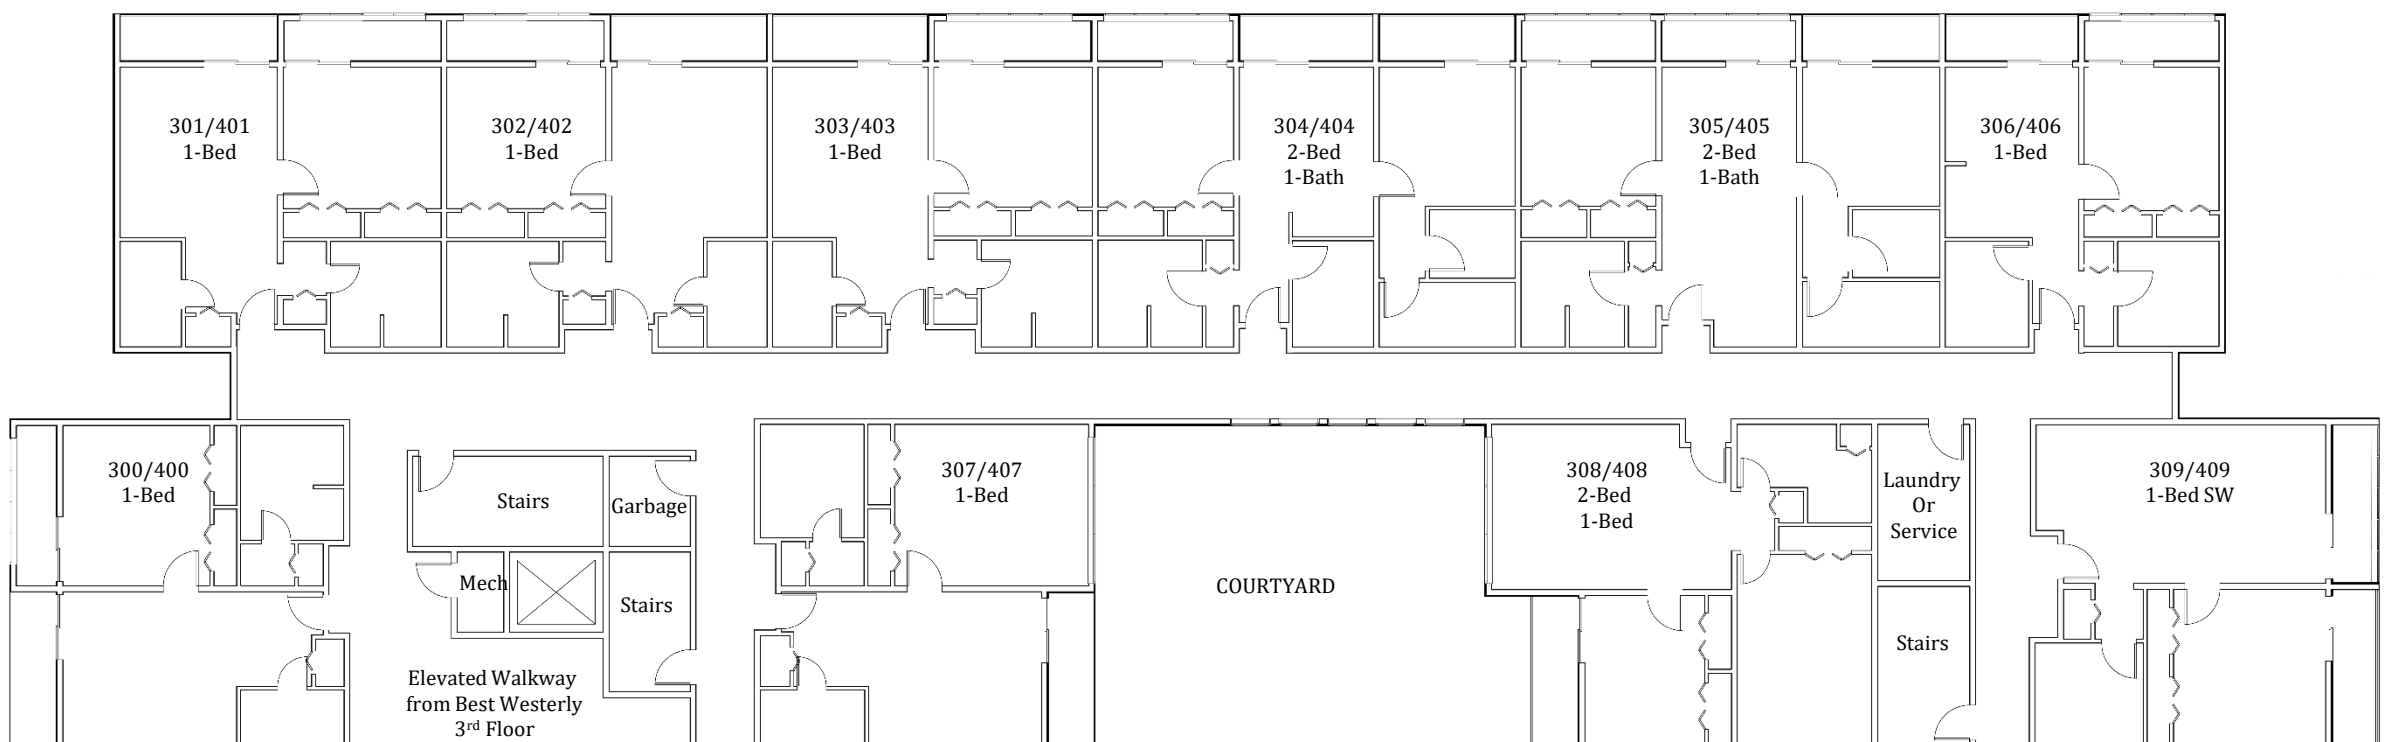 301/401
1-Bed
302/402
1-Bed
303/403
1-Bed
304/404
2-Bed
1-Bath
305/405
2-Bed
1-Bath
306/406
1-Bed
300/400
1-Bed
Stairs
Garbage
307/407
1-Bed
308/408
2-Bed
1-Bed
Laundry
Or
Service
309/409
1-Bed SW
Mech
Stairs
COURTYARD
Stairs
Elevated Walkway
from Best Westerly
3rd Floor